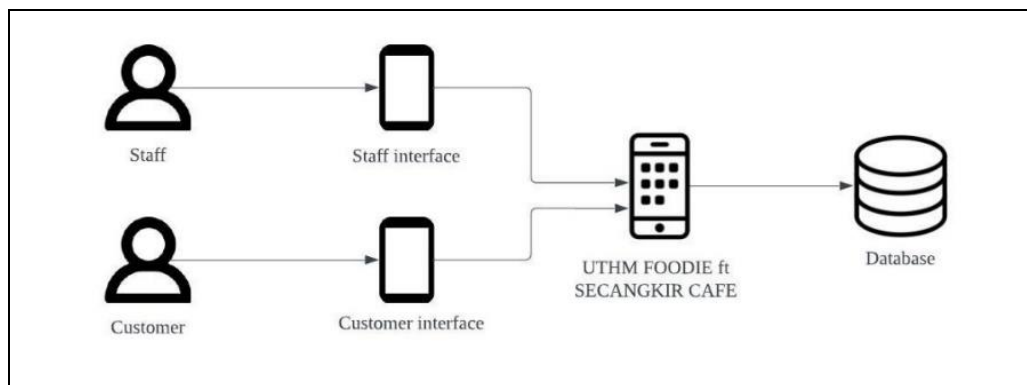 Staff
Staff interface
UTHM FOODIE ft
SECANGKIR CAFE
Database
Customer
Customer interface